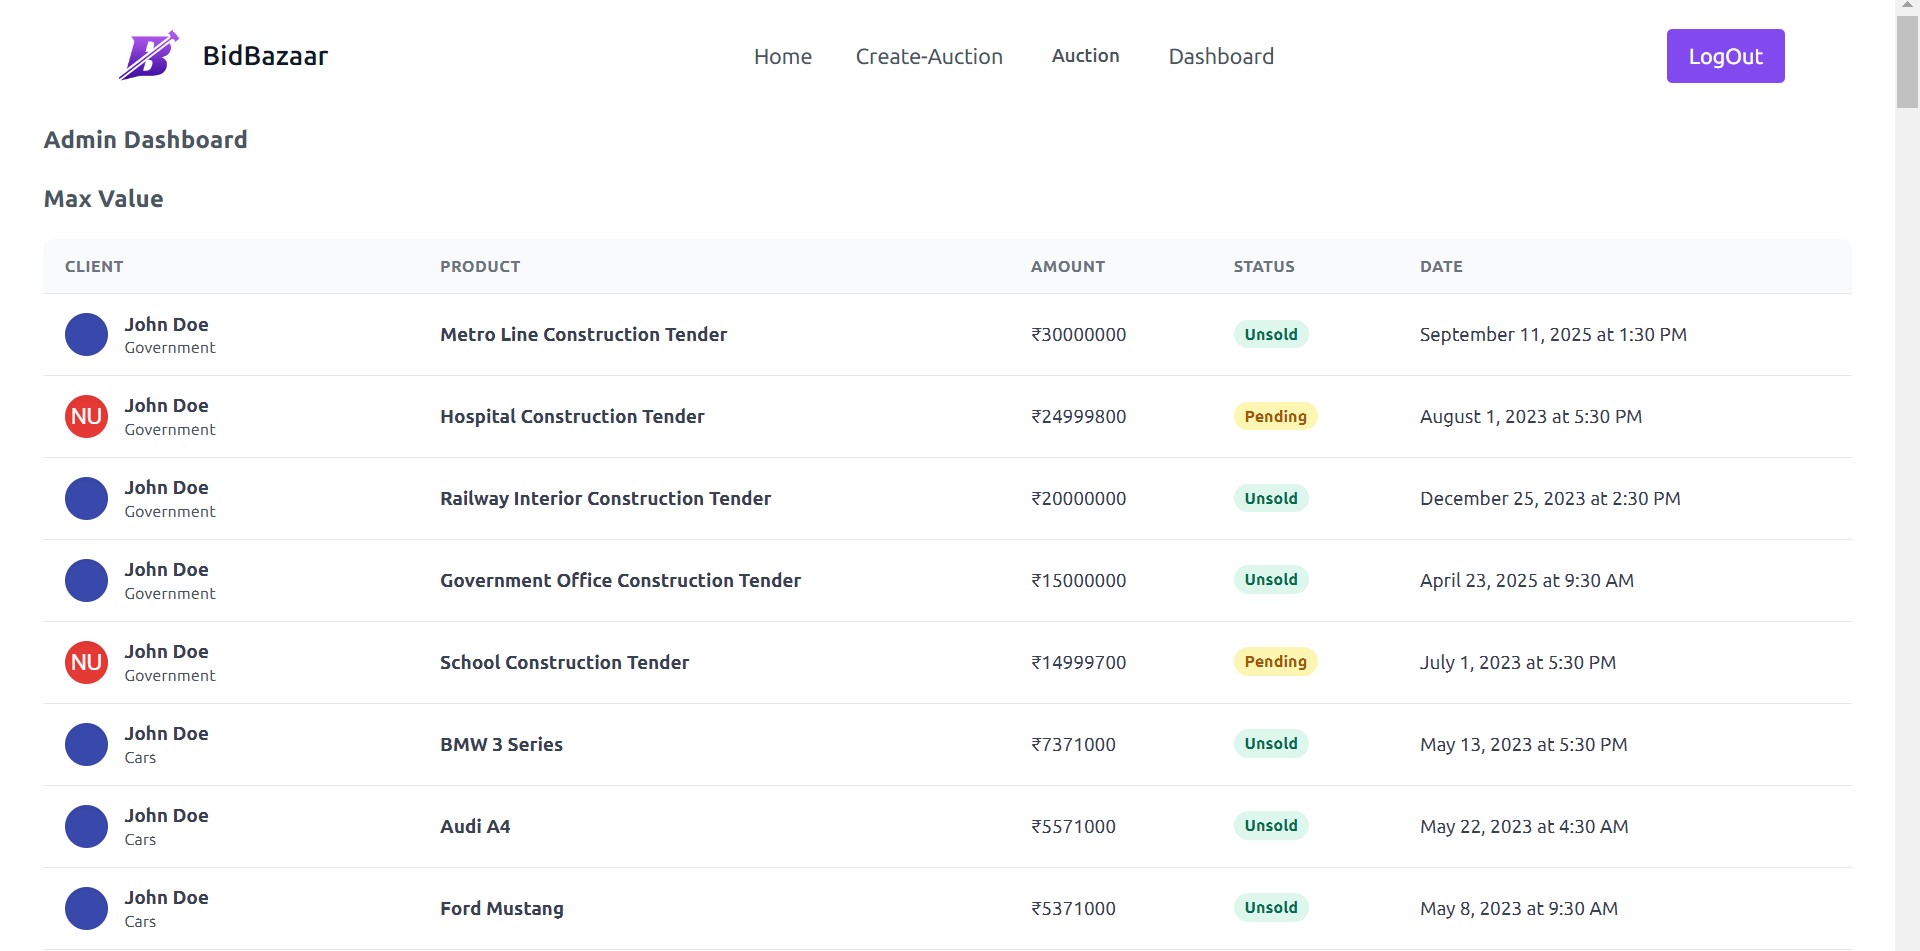 BidBazaar Home Create-Auction Auction Dashboard LogOut
Admin Dashboard
Max Value
CLIENT PRODUCT AMOUNT STATUS DATE
John Doe
Government
Metro Line Construction Tender ₹30000000 Unsold September 11, 2025 at 1:30 PM
NU
John Doe
Government
Hospital Construction Tender ₹24999800 Pending August 1, 2023 at 5:30 PM
John Doe
Government
Railway Interior Construction Tender ₹20000000 Unsold December 25, 2023 at 2:30 PM
John Doe
Government
Government Office Construction Tender ₹15000000 Unsold April 23, 2025 at 9:30 AM
NU
John Doe
Government
School Construction Tender ₹14999700 Pending July 1, 2023 at 5:30 PM
John Doe
Cars
BMW 3 Series ₹7371000 Unsold May 13, 2023 at 5:30 PM
John Doe
Cars
Audi A4 ₹5571000 Unsold May 22, 2023 at 4:30 AM
John Doe
Cars
Ford Mustang ₹5371000 Unsold May 8, 2023 at 9:30 AM